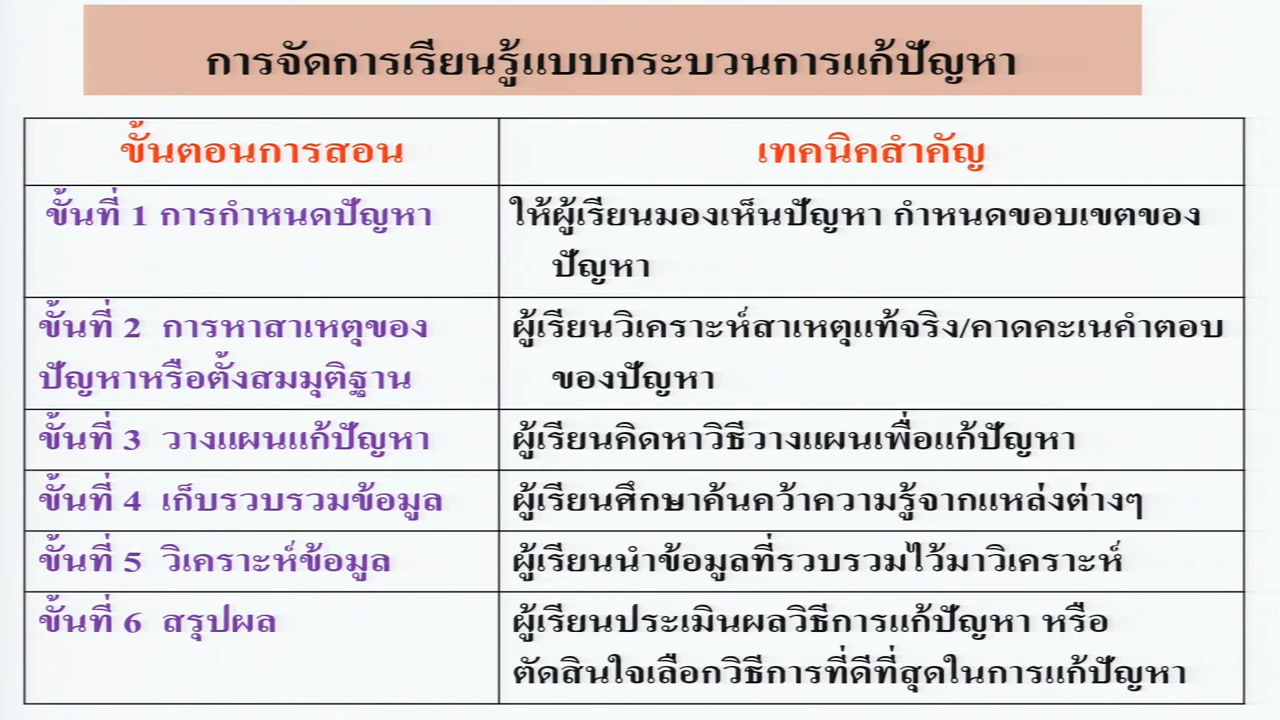 การจัดการเรียนรู้แบบกระบวนการแก้ปัญหา
ขั้นตอนการสอน
เทคนิคสำคัญ
ขั้นที่ 1 การกำหนดปัญหา
ให้ผู้เรียนมองเห็นปัญหา กำหนดขอบเขตของ
ปัญหา
ขั้นที่ 2 การหาสาเหตุของ
ปัญหาหรือตั้งสมมุติฐาน
ผู้เรียนวิเคราะห์สาเหตุแท้จริง/คาดคะเนคำตอบ
ของปัญหา
ขั้นที่ 3 วางแผนแก้ปัญหา
ผู้เรียนคิดหาวิธีวางแผนเพื่อแก้ปัญหา
ขั้นที่ 4 เก็บรวบรวมข้อมูล
ผู้เรียนศึกษาค้นคว้าความรู้จากแหล่งต่างๆ
ขั้นที่ 5 วิเคราะห์ข้อมูล
ผู้เรียนนำข้อมูลที่รวบรวมไว้มาวิเคราะห์
ขั้นที่ 6 สรุปผล
ผู้เรียนประเมินผลวิธีการแก้ปัญหา หรือ
ตัดสินใจเลือกวิธีการที่ดีที่สุดในการแก้ปัญหา